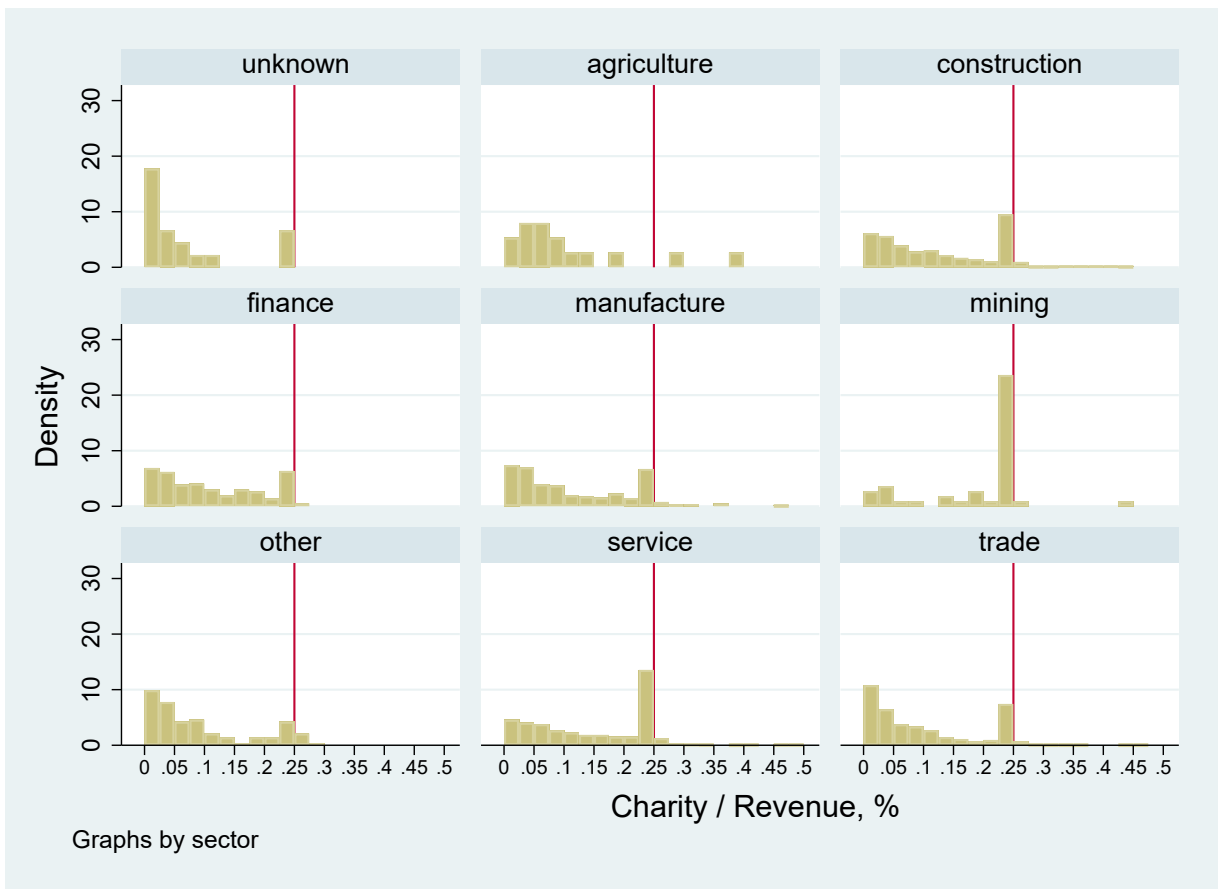 unknown agriculture construction
30
20
10
0
finance manufacture mining
30
20
10
0
other service trade
30
20
10
0
0 .05 .1 .15 .2 .25 .3 .35 .4 .45 .5 0 .05 .1 .15 .2 .25 .3 .35 .4 .45 .5 0 .05 .1 .15 .2 .25 .3 .35 .4 .45 .5
Density
Charity / Revenue, %
Graphs by sector